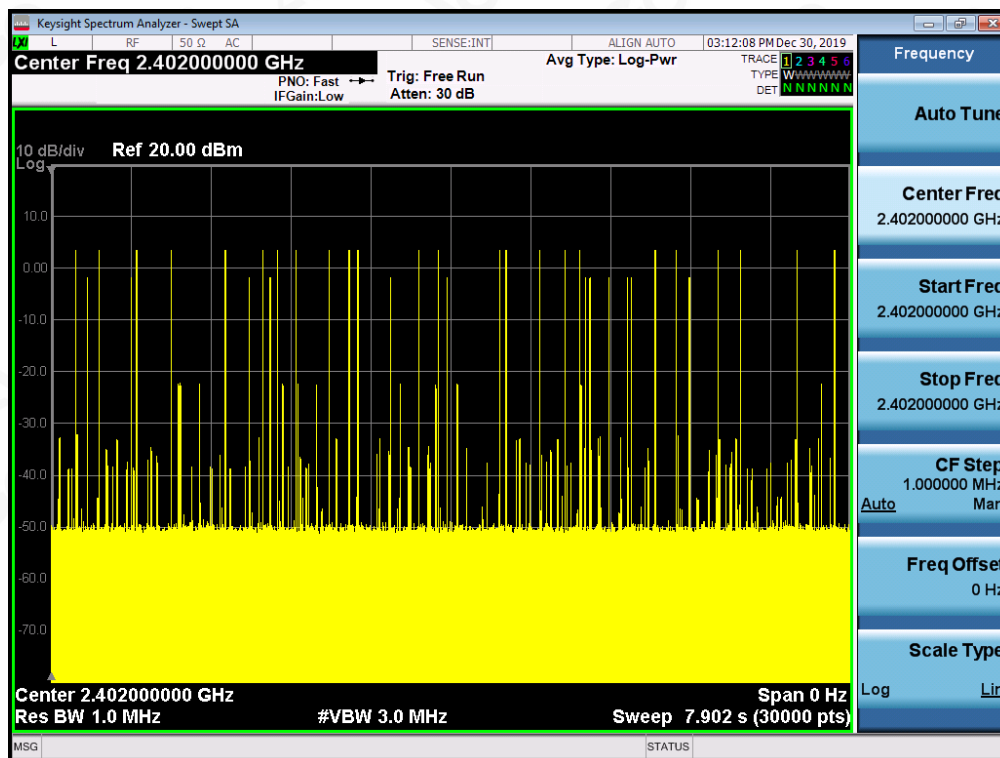 Keysight Spectrum Analyzer - Swept SA
LXI L RF 50 Ω AC SENSE:INT ALIGN AUTO 03:12:08 PM Dec 30, 2019
Center Freq 2.402000000 GHz
PNO: Fast
IFGain:Low
Trig: Free Run
Atten: 30 dB
Avg Type: Log-Pwr
TRACE 1 2 3 4 5 6
TYPE WWWWWW
DET N N N N N N
10 dB/div Ref 20.00 dBm
Log
10.0
0.00
-10.0
-20.0
-30.0
-40.0
-50.0
-60.0
-70.0
Center 2.402000000 GHz Span 0 Hz
Res BW 1.0 MHz #VBW 3.0 MHz Sweep 7.902 s (30000 pts)
MSG STATUS
Frequency
Auto Tune
Center Freq
2.402000000 GHz
Start Freq
2.402000000 GHz
Stop Freq
2.402000000 GHz
CF Step
1.000000 MHz
Auto Man
Freq Offset
0 Hz
Scale Type
Log Lin